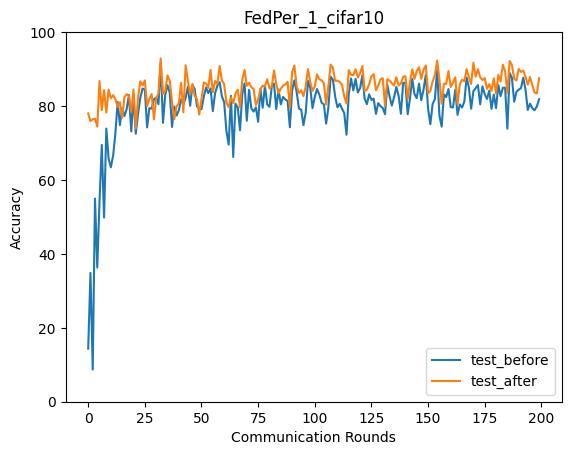 FedPer_1_cifar10
100
80
60
40
20
0
Accuracy
0 25 50 75 100 125 150 175 200
Communication Rounds
test_before
test_after